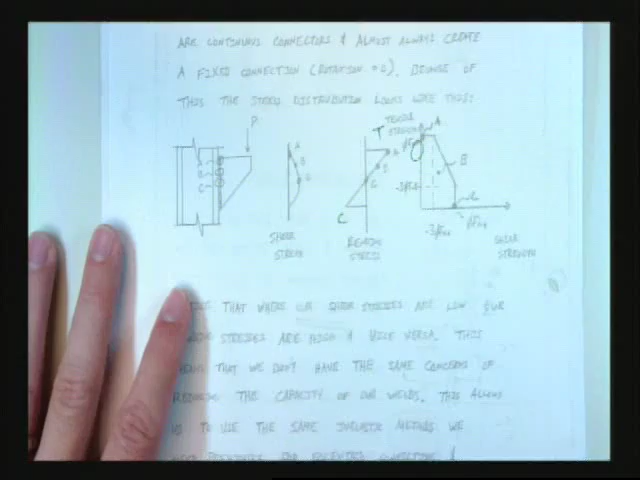 ARE CONTINUOUS CONNECTORS & ALMOST ALWAYS CREATE
A FIXED CONNECTION (ROTATION = 0). BECAUSE OF
THIS THE STRESS DISTRIBUTION LOOKS LIKE THIS:
P
A
B
C
A
B
C
SHEAR
STRESS
T
A
B
C
C
BENDING
STRESS
TENSILE
STRENGTH
A
B
C
SHEAR
STRENGTH
THAT WHERE OUR SHEAR STRESSES ARE LOW OUR
STRESSES ARE HIGH & VICE VERSA. THIS
MEANS THAT WE DON'T HAVE THE SAME CONCERNS OF
REDUCING THE CAPACITY OF OUR WELDS. THIS ALLOWS
US TO USE THE SAME INELASTIC METHODS WE